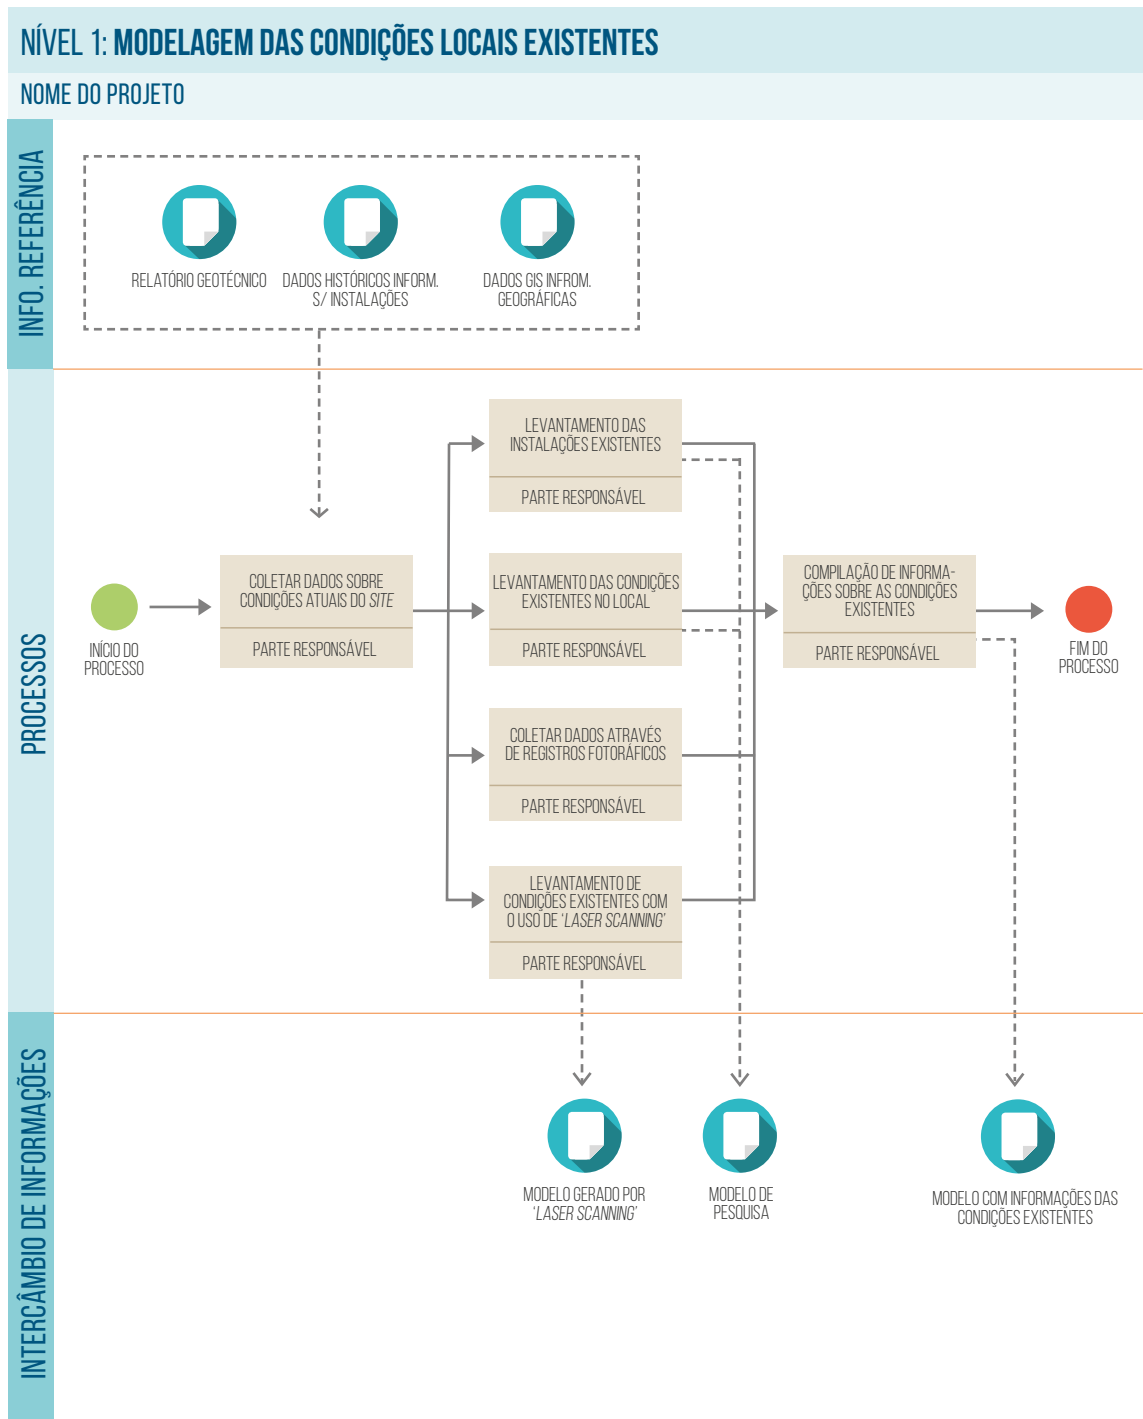 NÍVEL 1: MODELAGEM DAS CONDIÇÕES LOCAIS EXISTENTES
NOME DO PROJETO
INFO. REFERÊNCIA
RELATÓRIO GEOTÉCNICO
DADOS HISTÓRICOS INFORM.
S/ INSTALAÇÕES
DADOS GIS INFROM.
GEOGRÁFICAS
PROCESSOS
INÍCIO DO
PROCESSO
COLETAR DADOS SOBRE
CONDIÇÕES ATUAIS DO SITE
PARTE RESPONSÁVEL
LEVANTAMENTO DAS
INSTALAÇÕES EXISTENTES
PARTE RESPONSÁVEL
LEVANTAMENTO DAS CONDIÇÕES
EXISTENTES NO LOCAL
PARTE RESPONSÁVEL
COLETAR DADOS ATRAVÉS
DE REGISTROS FOTORÁFICOS
PARTE RESPONSÁVEL
LEVANTAMENTO DE
CONDIÇÕES EXISTENTES COM
O USO DE ‘LASER SCANNING’
PARTE RESPONSÁVEL
COMPILAÇÃO DE INFORMA-
ÇÕES SOBRE AS CONDIÇÕES
EXISTENTES
PARTE RESPONSÁVEL
FIM DO
PROCESSO
INTERCÂMBIO DE INFORMAÇÕES
MODELO GERADO POR
‘LASER SCANNING’
MODELO DE
PESQUISA
MODELO COM INFORMAÇÕES DAS
CONDIÇÕES EXISTENTES